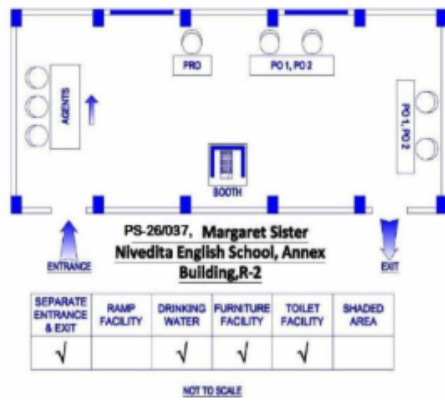 PRO
PO 1, PO 2
AGENTS
PO 1, PO 2
BOOTH
PS-26/037, Margaret Sister
Nivedita English School, Annex
Building,R-2
ENTRANCE
EXIT
SEPARATE ENTRANCE & EXIT
RAMP FACILITY
DRINKING WATER
FURNITURE FACILITY
TOILET FACILITY
SHADED AREA
√ √ √ √
NOT TO SCALE